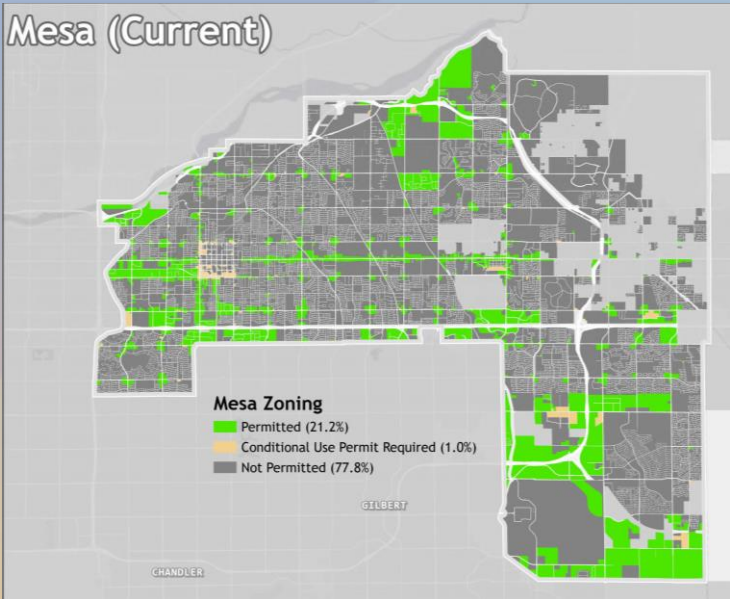 Mesa (Current)
Mesa Zoning
Permitted (21.2%)
Conditional Use Permit Required (1.0%)
Not Permitted (77.8%)
GILBERT
CHANDLER